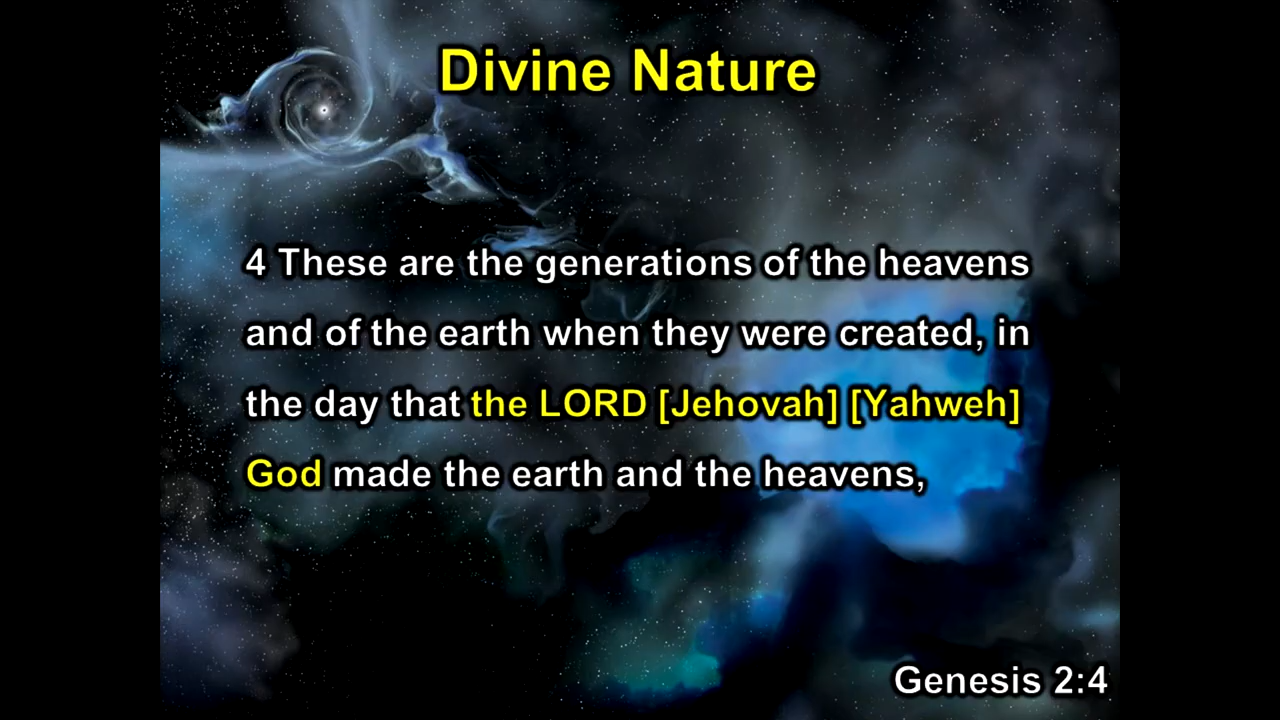 Divine Nature
4 These are the generations of the heavens
and of the earth when they were created, in
the day that the LORD [Jehovah] [Yahweh]
God made the earth and the heavens,
Genesis 2:4